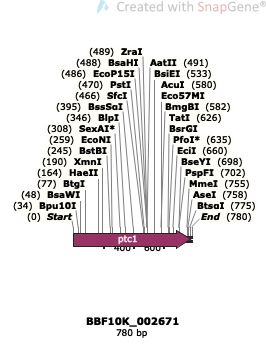 Created with SnapGene®
(489) ZraI
(488) BsaHI AatII (491)
(486) EcoP15I BsiEI (533)
(470) PstI AcuI (580)
(466) SfcI Eco57MI
(395) BssSαI BmgBI (582)
(346) BlpI TatI (626)
(308) SexAI* BsrGI
(259) EcoNI PfoI* (635)
(245) BstBI EciI (660)
(190) XmnI BseYI (698)
(164) HaeII PspFI (702)
(77) BtgI MmeI (755)
(48) BsaWI AseI (758)
(34) Bpu10I BtsαI (775)
(0) Start End (780)
ptc1
400 600
BBF10K_002671
780 bp